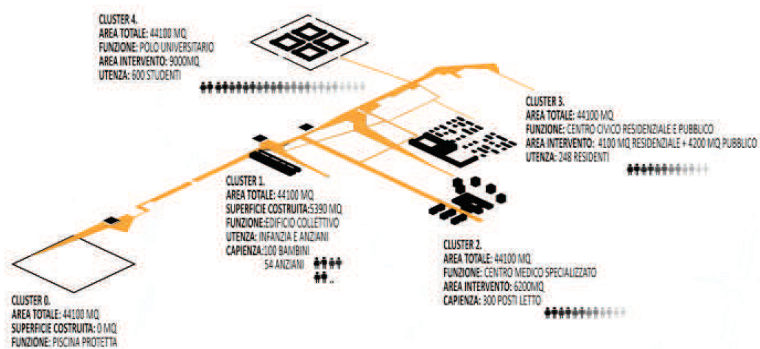 CLUSTER 4.
AREA TOTALE: 44100 MQ
FUNZIONE: POLO UNIVERSITARIO
AREA INTERVENTO: 9000MQ
UTENZA: 600 STUDENTI
CLUSTER 3.
AREA TOTALE: 44100 MQ
FUNZIONE: CENTRO CIVICO RESIDENZIALE E PUBBLICO
AREA INTERVENTO: 4100 MQ RESIDENZIALE + 4200 MQ PUBBLICO
UTENZA: 248 RESIDENTI
CLUSTER 1.
AREA TOTALE: 44100 MQ
SUPERFICIE COSTRUITA:5390 MQ
FUNZIONE:EDIFICIO COLLETTIVO
UTENZA: INFANZIA E ANZIANI
CAPIENZA:100 BAMBINI
54 ANZIANI
CLUSTER 2.
AREA TOTALE: 44100 MQ
FUNZIONE: CENTRO MEDICO SPECIALIZZATO
AREA INTERVENTO: 6200MQ
CAPIENZA: 300 POSTI LETTO
CLUSTER 0.
AREA TOTALE: 44100 MQ
SUPERFICIE COSTRUITA: 0 MQ
FUNZIONE: PISCINA PROTETTA